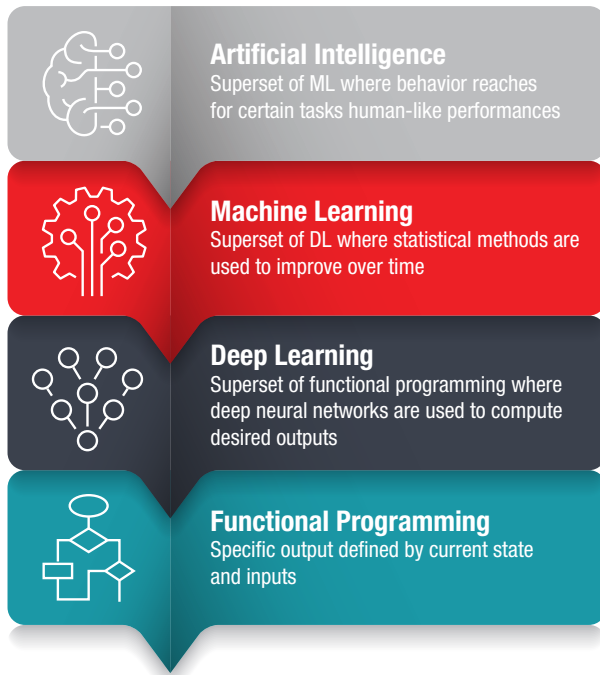 Artificial Intelligence
Superset of ML where behavior reaches
for certain tasks human-like performances
Machine Learning
Superset of DL where statistical methods are
used to improve over time
Deep Learning
Superset of functional programming where
deep neural networks are used to compute
desired outputs
Functional Programming
Specific output defined by current state
and inputs